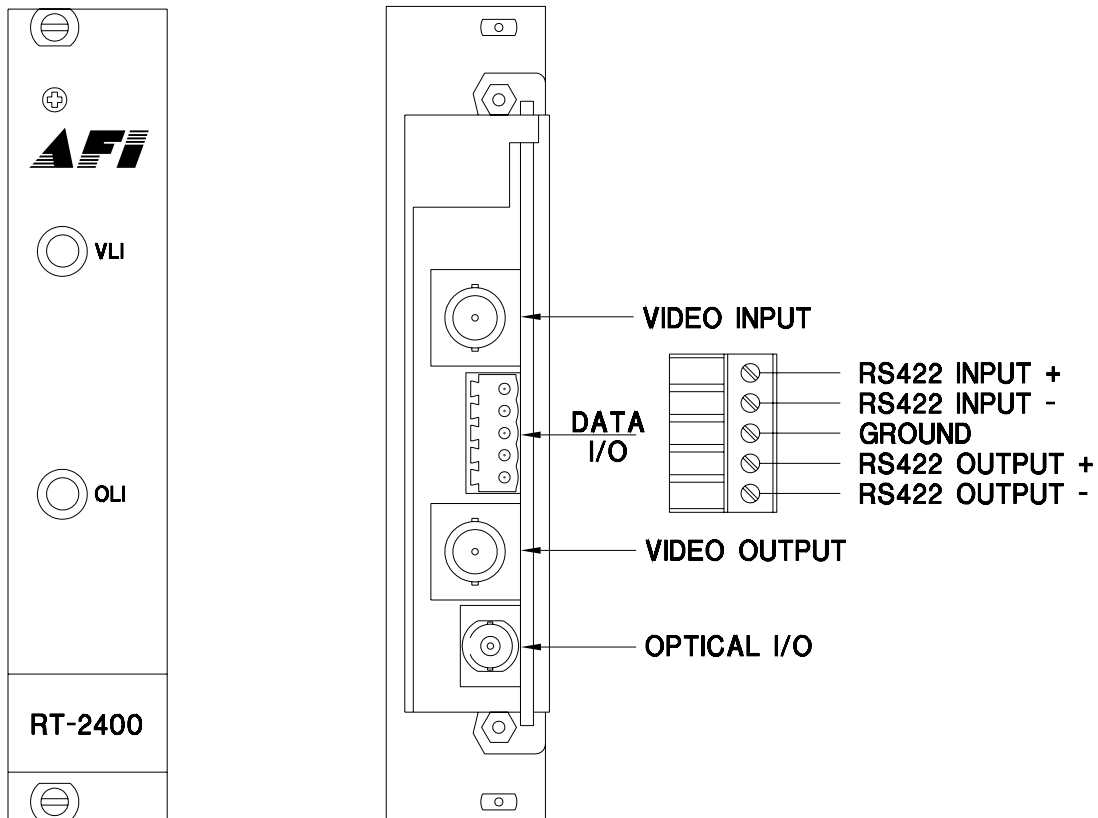 AFI
VLI
OLI
RT-2400
VIDEO INPUT
DATA
I/O
VIDEO OUTPUT
OPTICAL I/O
RS422 INPUT +
RS422 INPUT -
GROUND
RS422 OUTPUT +
RS422 OUTPUT -